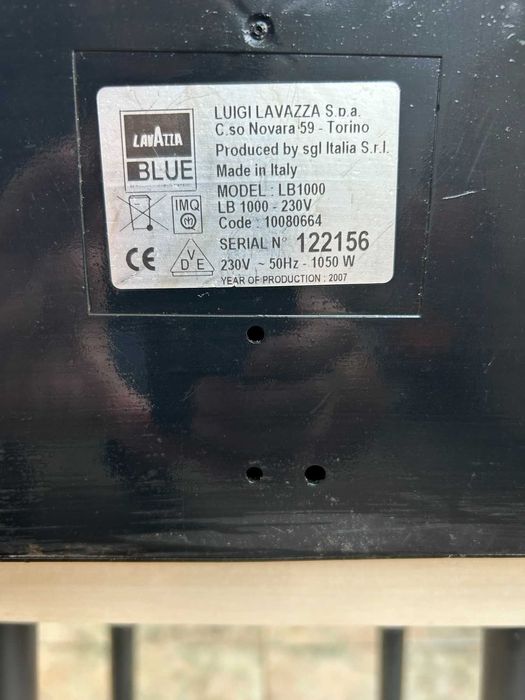 LAVAZZA
BLUE
LUIGI LAVAZZA S.p.a.
C.so Novara 59 - Torino
Produced by sgl Italia S.r.l.
Made in Italy
MODEL : LB1000
IMQ
LB 1000 - 230V
Code : 10080664
SERIAL N° 122156
CE
VDE
230V ~ 50Hz - 1050 W
YEAR OF PRODUCTION : 2007